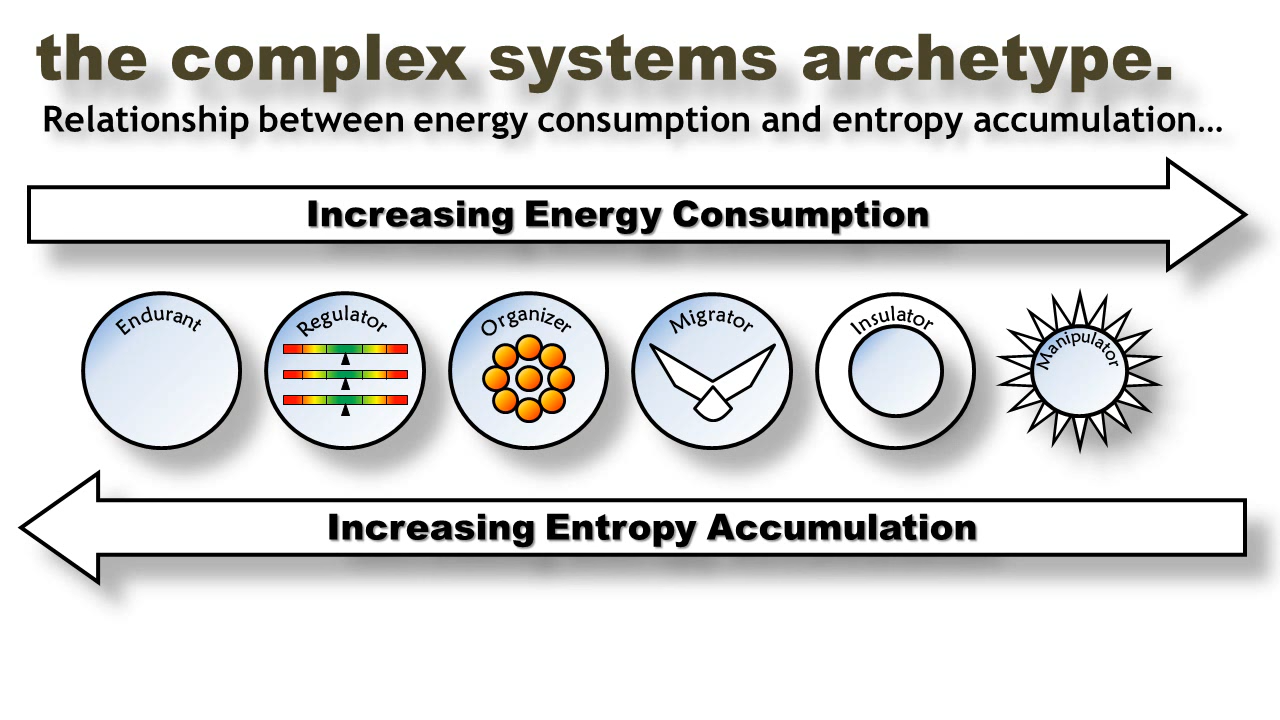 the complex systems archetype.
Relationship between energy consumption and entropy accumulation…
Increasing Energy Consumption
Endurant
Regulator
Organizer
Migrator
Insulator
Manipulator
Increasing Entropy Accumulation